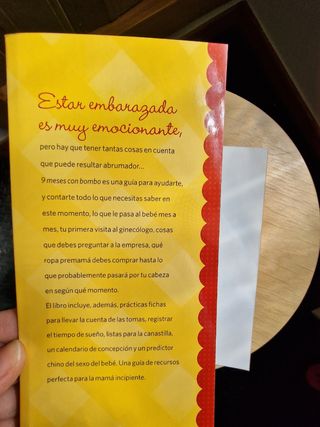 Estar embarazada
es muy emocionante,
pero hay que tener tantas cosas en cuenta
que puede resultar abrumador...
9 meses con bombo es una guía para ayudarte,
y contarte todo lo que necesitas saber en
este momento, lo que le pasa al bebé mes a
mes, tu primera visita al ginecólogo, cosas
que debes preguntar a la empresa, qué
ropa premamá debes comprar hasta lo
que probablemente pasará por tu cabeza
en según qué momento.
El libro incluye, además, prácticas fichas
para llevar la cuenta de las tomas, registrar
el tiempo de sueño, listas para la canastilla,
un calendario de concepción y un predictor
chino del sexo del bebé. Una guía de recursos
perfecta para la mamá incipiente.